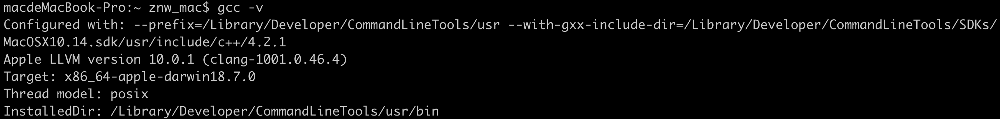 macdeMacBook-Pro:~ znw_mac$ gcc -v
Configured with: --prefix=/Library/Developer/CommandLineTools/usr --with-gxx-include-dir=/Library/Developer/CommandLineTools/SDKs/
MacOSX10.14.sdk/usr/include/c++/4.2.1
Apple LLVM version 10.0.1 (clang-1001.0.46.4)
Target: x86_64-apple-darwin18.7.0
Thread model: posix
InstalledDir: /Library/Developer/CommandLineTools/usr/bin